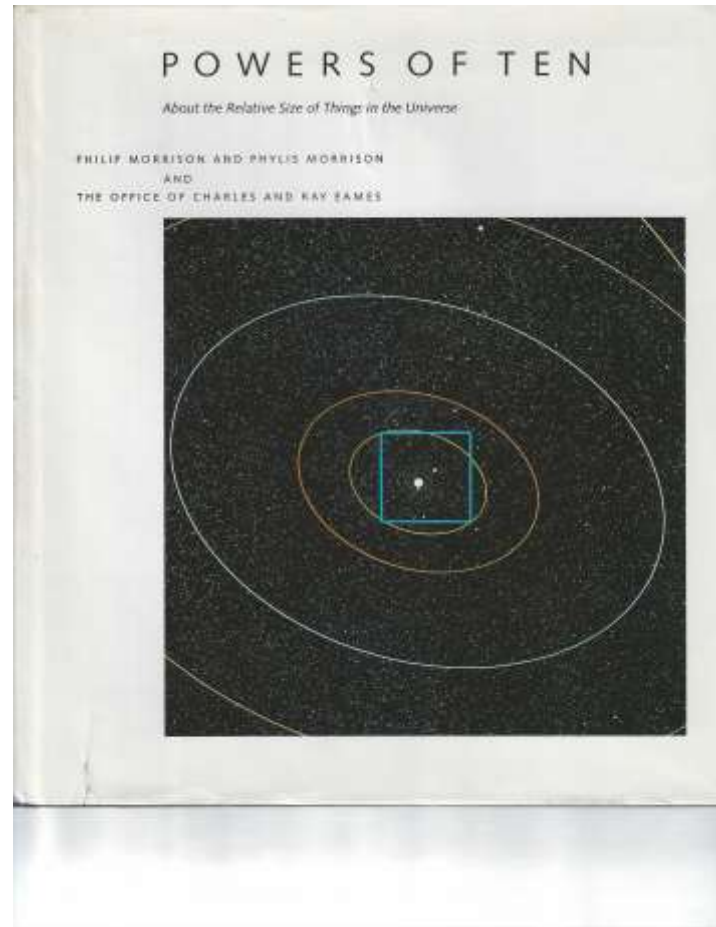 POWERS OF TEN
About the Relative Size of Things in the Universe
PHILIP MORRISON AND PHYLIS MORRISON
AND
THE OFFICE OF CHARLES AND RAY EAMES